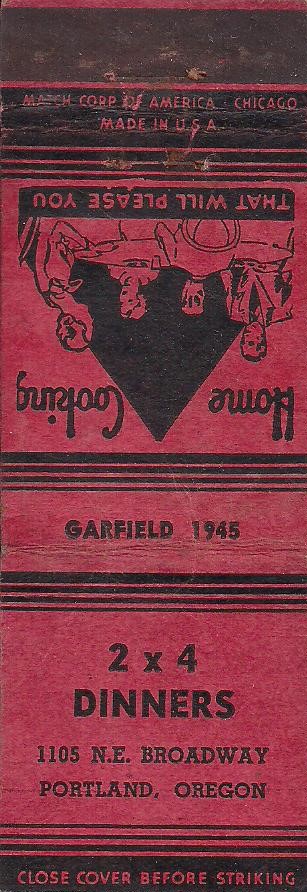 MATCH CORP OF AMERICA - CHICAGO
MADE IN U.S.A.
Home Cooking
THAT WILL PLEASE YOU
GARFIELD 1945
2 x 4
DINNERS
1105 N.E. BROADWAY
PORTLAND, OREGON
CLOSE COVER BEFORE STRIKING